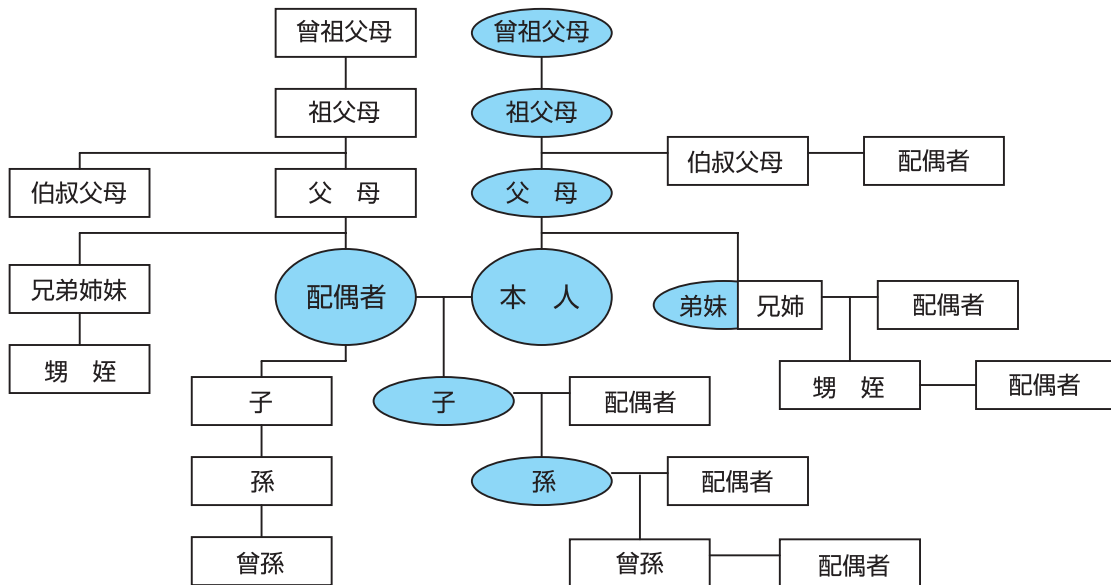 曾祖父母
曾祖父母
祖父母
祖父母
伯叔父母
配偶者
伯叔父母
父　母
父　母
兄弟姉妹
配偶者
本　人
弟妹
兄姉
配偶者
甥　姪
甥　姪
配偶者
子
子
配偶者
孫
孫
配偶者
曾孫
曾孫
配偶者